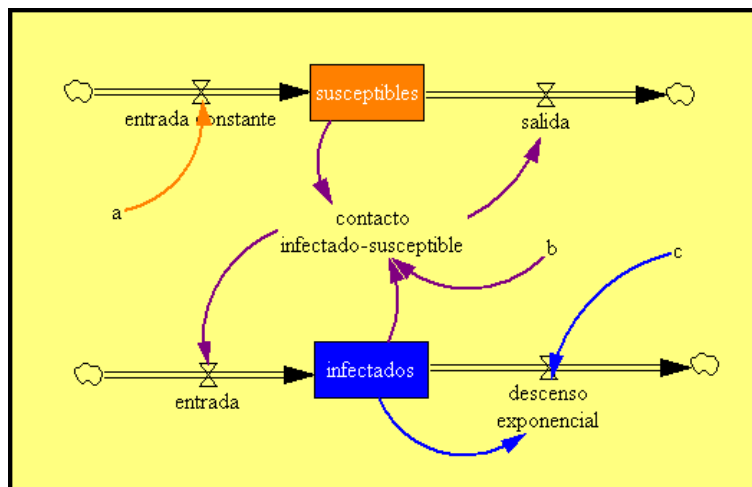 susceptibles
entrada constante
salida
a
contacto
infectado-susceptible
b
c
infectados
entrada
descenso
exponencial